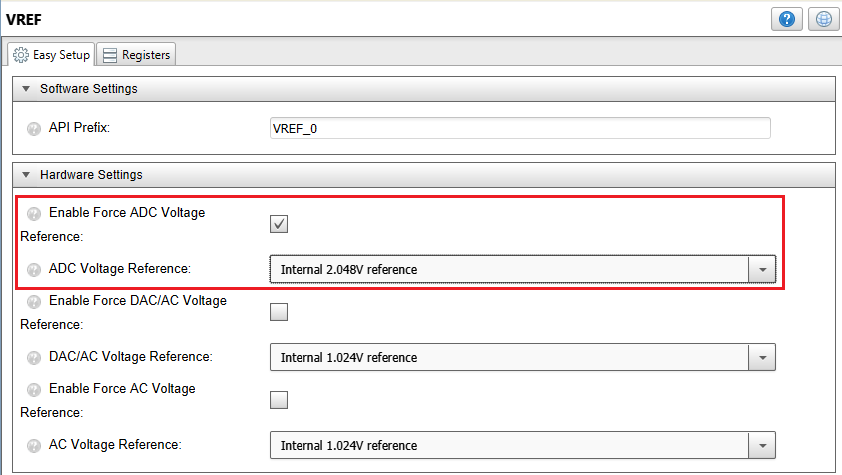 VREF
Easy Setup Registers
Software Settings
API Prefix: VREF_0
Hardware Settings
Enable Force ADC Voltage
Reference:
ADC Voltage Reference: Internal 2.048V reference
Enable Force DAC/AC Voltage
Reference:
DAC/AC Voltage Reference: Internal 1.024V reference
Enable Force AC Voltage
Reference:
AC Voltage Reference: Internal 1.024V reference